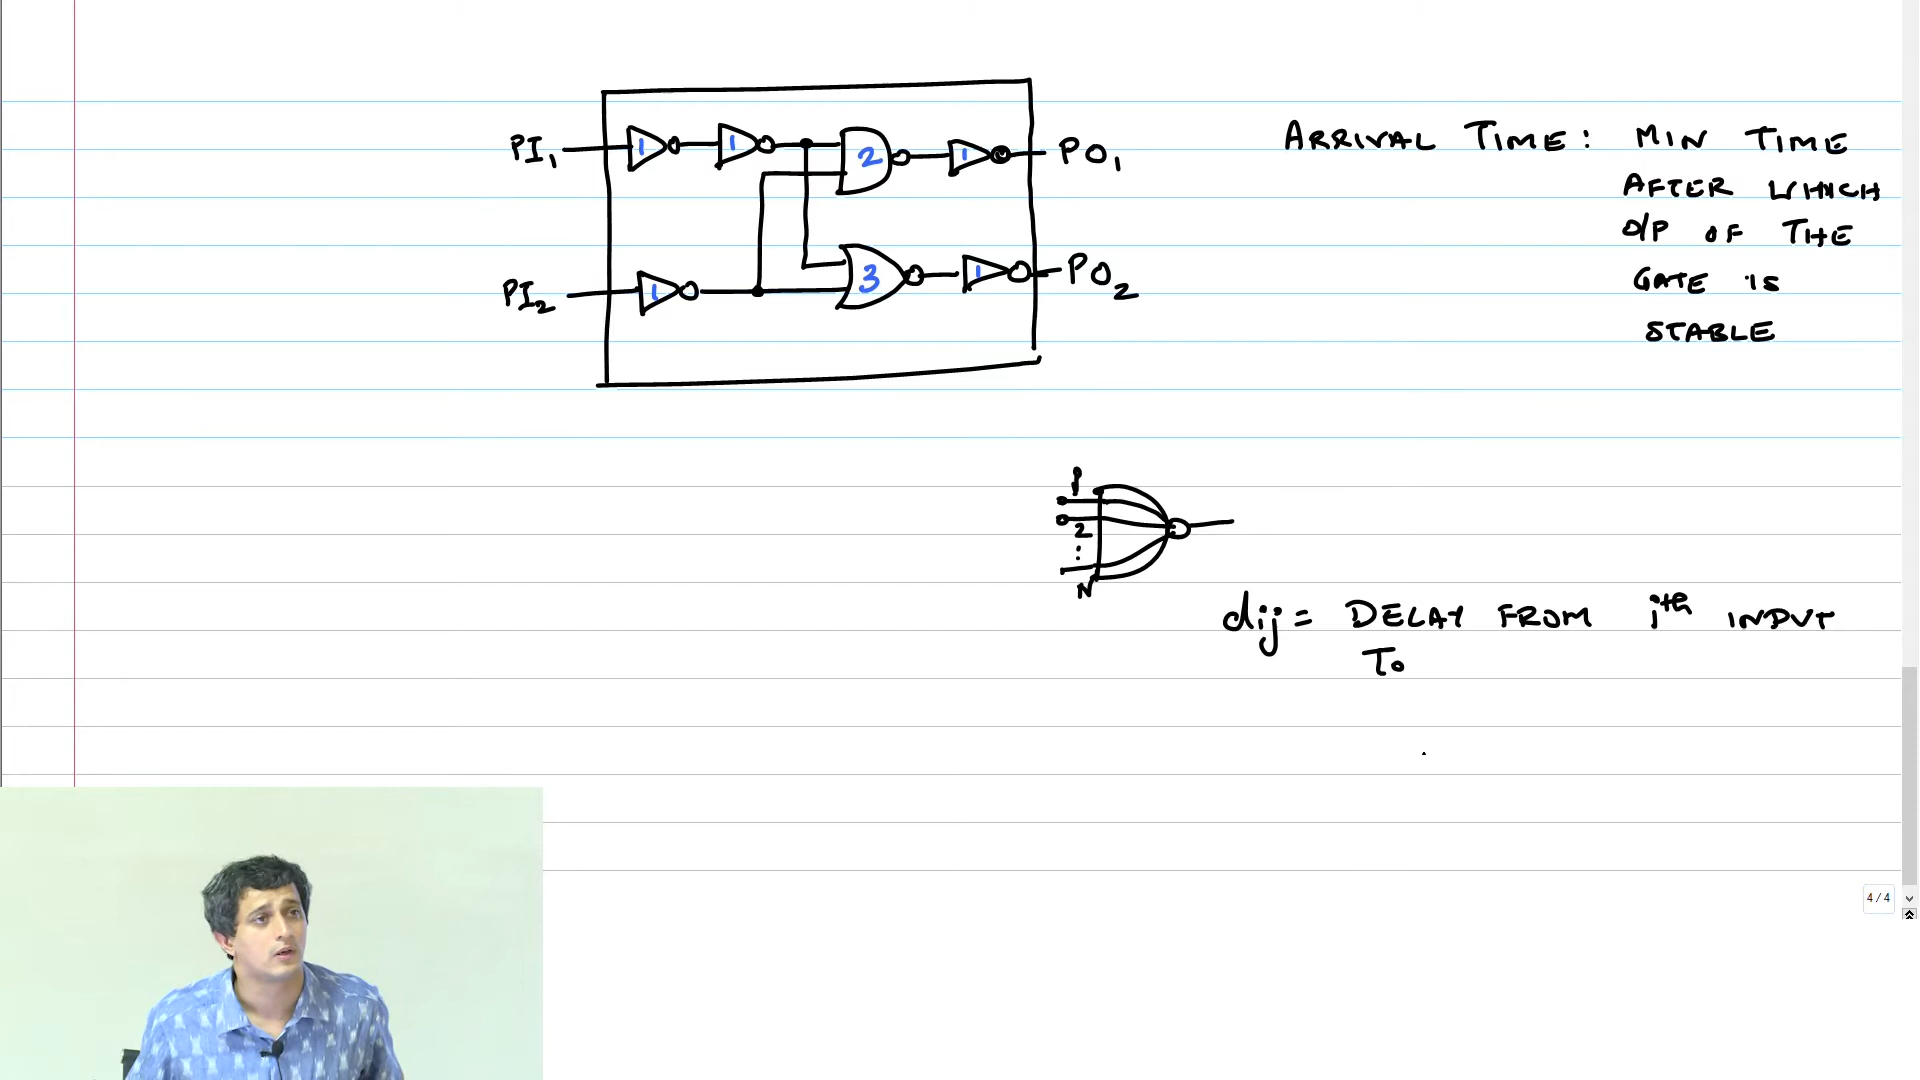 PI1 1 1 2 1 PO1
PI2 1 3 1 PO2
ARRIVAL TIME: MIN TIME
AFTER WHICH
O/P OF THE
GATE IS
STABLE
1
2
:
N
dij = DELAY FROM ith INPUT
TO
4 / 4